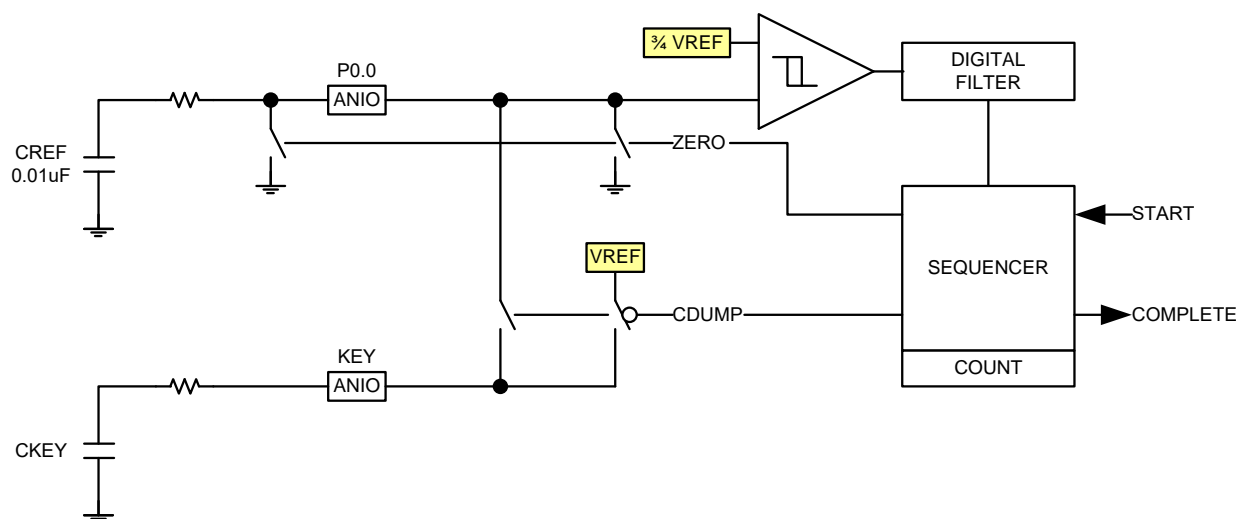 ¾ VREF
DIGITAL
FILTER
P0.0
ANIO
CREF
0.01uF
ZERO
START
VREF
SEQUENCER
CDUMP
COMPLETE
KEY
ANIO
COUNT
CKEY